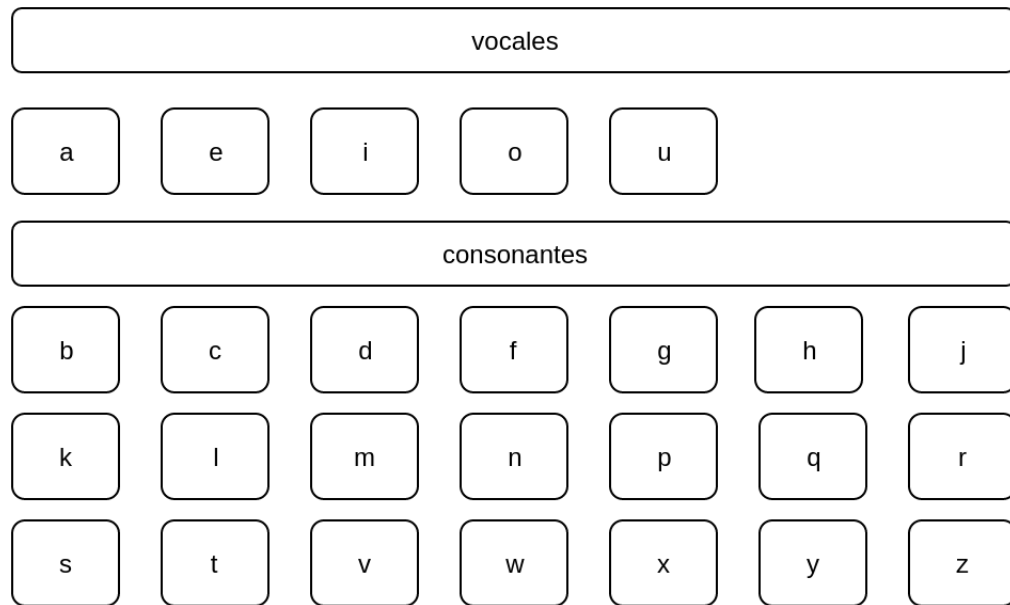 vocales
a e i o u
consonantes
b c d f g h j
k l m n p q r
s t v w x y z